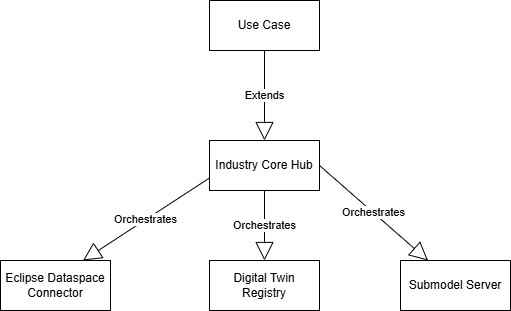 Use Case
Extends
Industry Core Hub
Orchestrates
Orchestrates
Orchestrates
Eclipse Dataspace
Connector
Digital Twin
Registry
Submodel Server